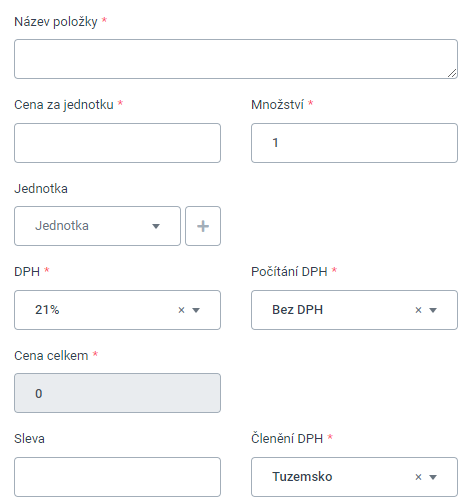 Název položky *
Cena za jednotku * Množství *
1
Jednotka
Jednotka
DPH * Počítání DPH *
21% × Bez DPH ×
Cena celkem *
0
Sleva Členění DPH *
Tuzemsko ×